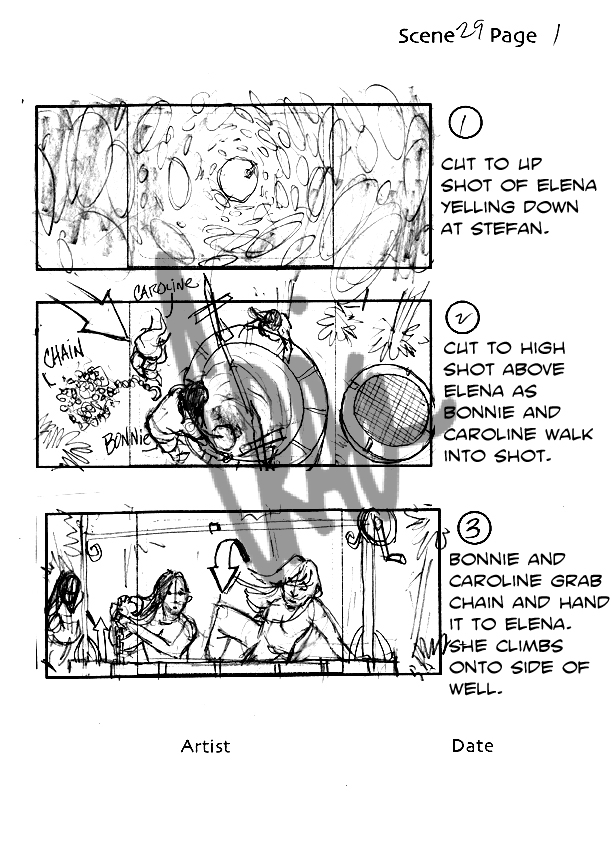 Scene 29 Page 1
1
CUT TO UP
SHOT OF ELENA
YELLING DOWN
AT STEFAN.
CAROLINE
CHAIN
BONNIE
2
CUT TO HIGH
SHOT ABOVE
ELENA AS
BONNIE AND
CAROLINE WALK
INTO SHOT.
3
BONNIE AND
CAROLINE GRAB
CHAIN AND HAND
IT TO ELENA.
SHE CLIMBS
ONTO SIDE OF
WELL.
Artist
Date